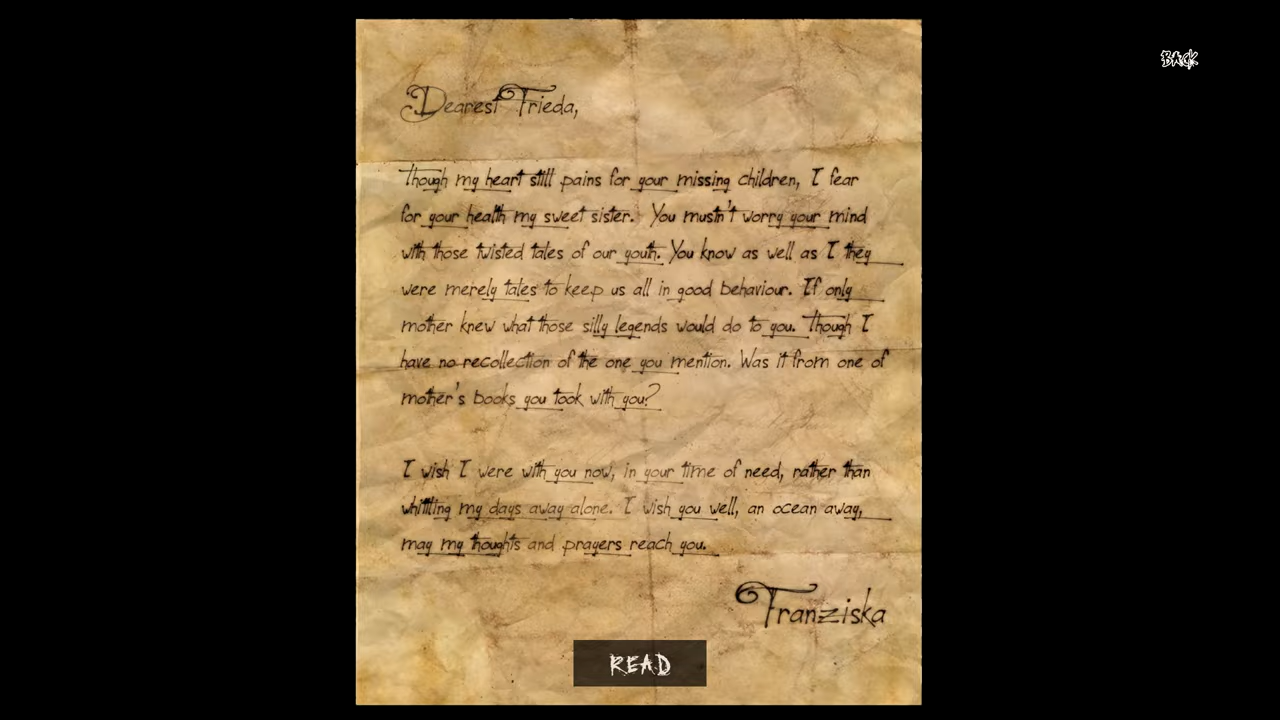 BACK
Dearest Frieda,
Though my heart still pains for your missing children, I fear
for your health my sweet sister. You mustn't worry your mind
with those twisted tales of our youth. You know as well as I they
were merely tales to keep us all in good behaviour. If only
mother knew what those silly legends would do to you. Though I
have no recollection of the one you mention. Was it from one of
mother's books you took with you?
I wish I were with you now, in your time of need, rather than
whittling my days away alone. I wish you well, an ocean away,
may my thoughts and prayers reach you.
Franziska
READ